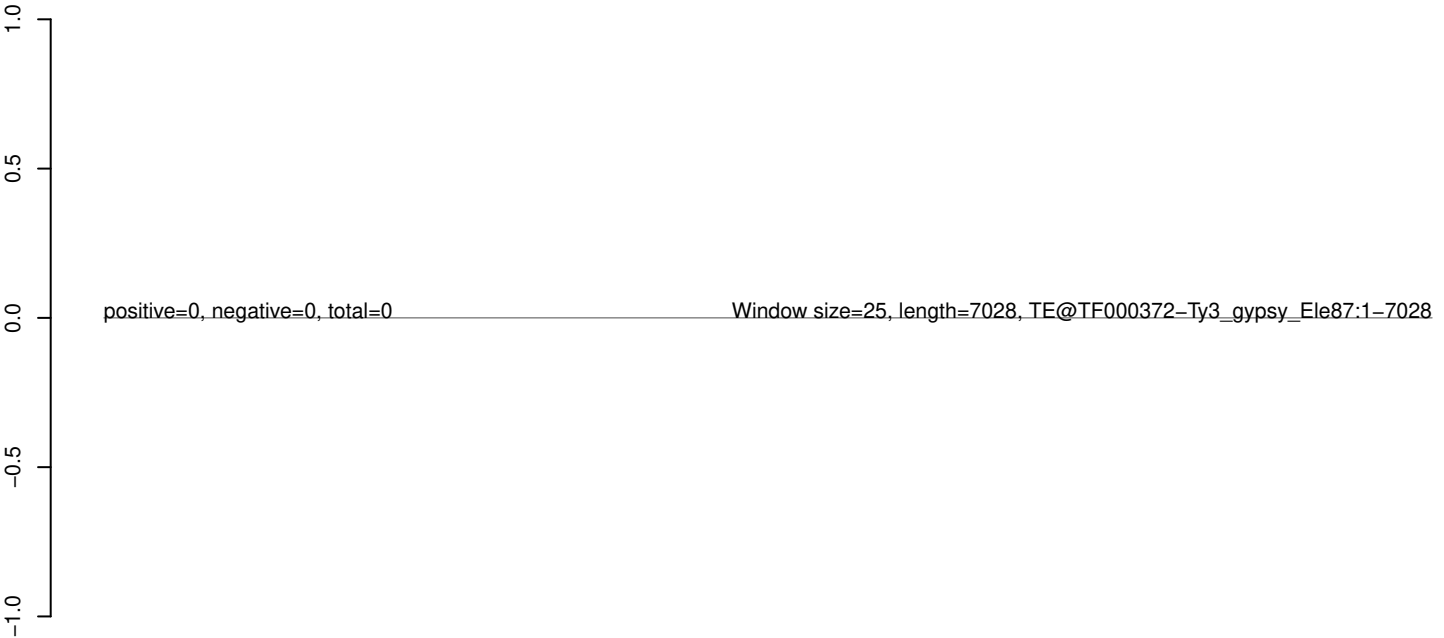 1.0
0.5
0.0
−0.5
−1.0
positive=0, negative=0, total=0
Window size=25, length=7028, TE@TF000372−Ty3_gypsy_Ele87:1−7028